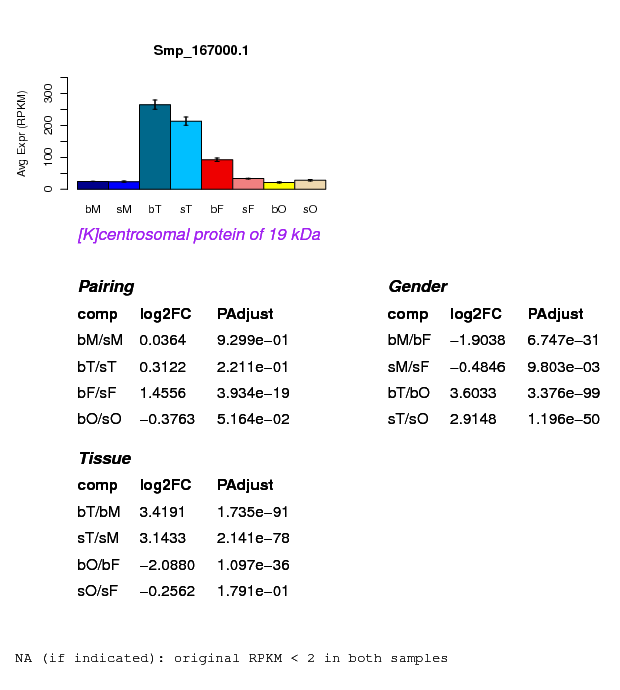 Smp_167000.1
Avg Expr (RPKM)
0 100 200 300
bM sM bT sT bF sF bO sO
[K]centrosomal protein of 19 kDa
Pairing
comp log2FC PAdjust
bM/sM 0.0364 9.299e−01
bT/sT 0.3122 2.211e−01
bF/sF 1.4556 3.934e−19
bO/sO −0.3763 5.164e−02
Gender
comp log2FC PAdjust
bM/bF −1.9038 6.747e−31
sM/sF −0.4846 9.803e−03
bT/bO 3.6033 3.376e−99
sT/sO 2.9148 1.196e−50
Tissue
comp log2FC PAdjust
bT/bM 3.4191 1.735e−91
sT/sM 3.1433 2.141e−78
bO/bF −2.0880 1.097e−36
sO/sF −0.2562 1.791e−01
NA (if indicated): original RPKM < 2 in both samples